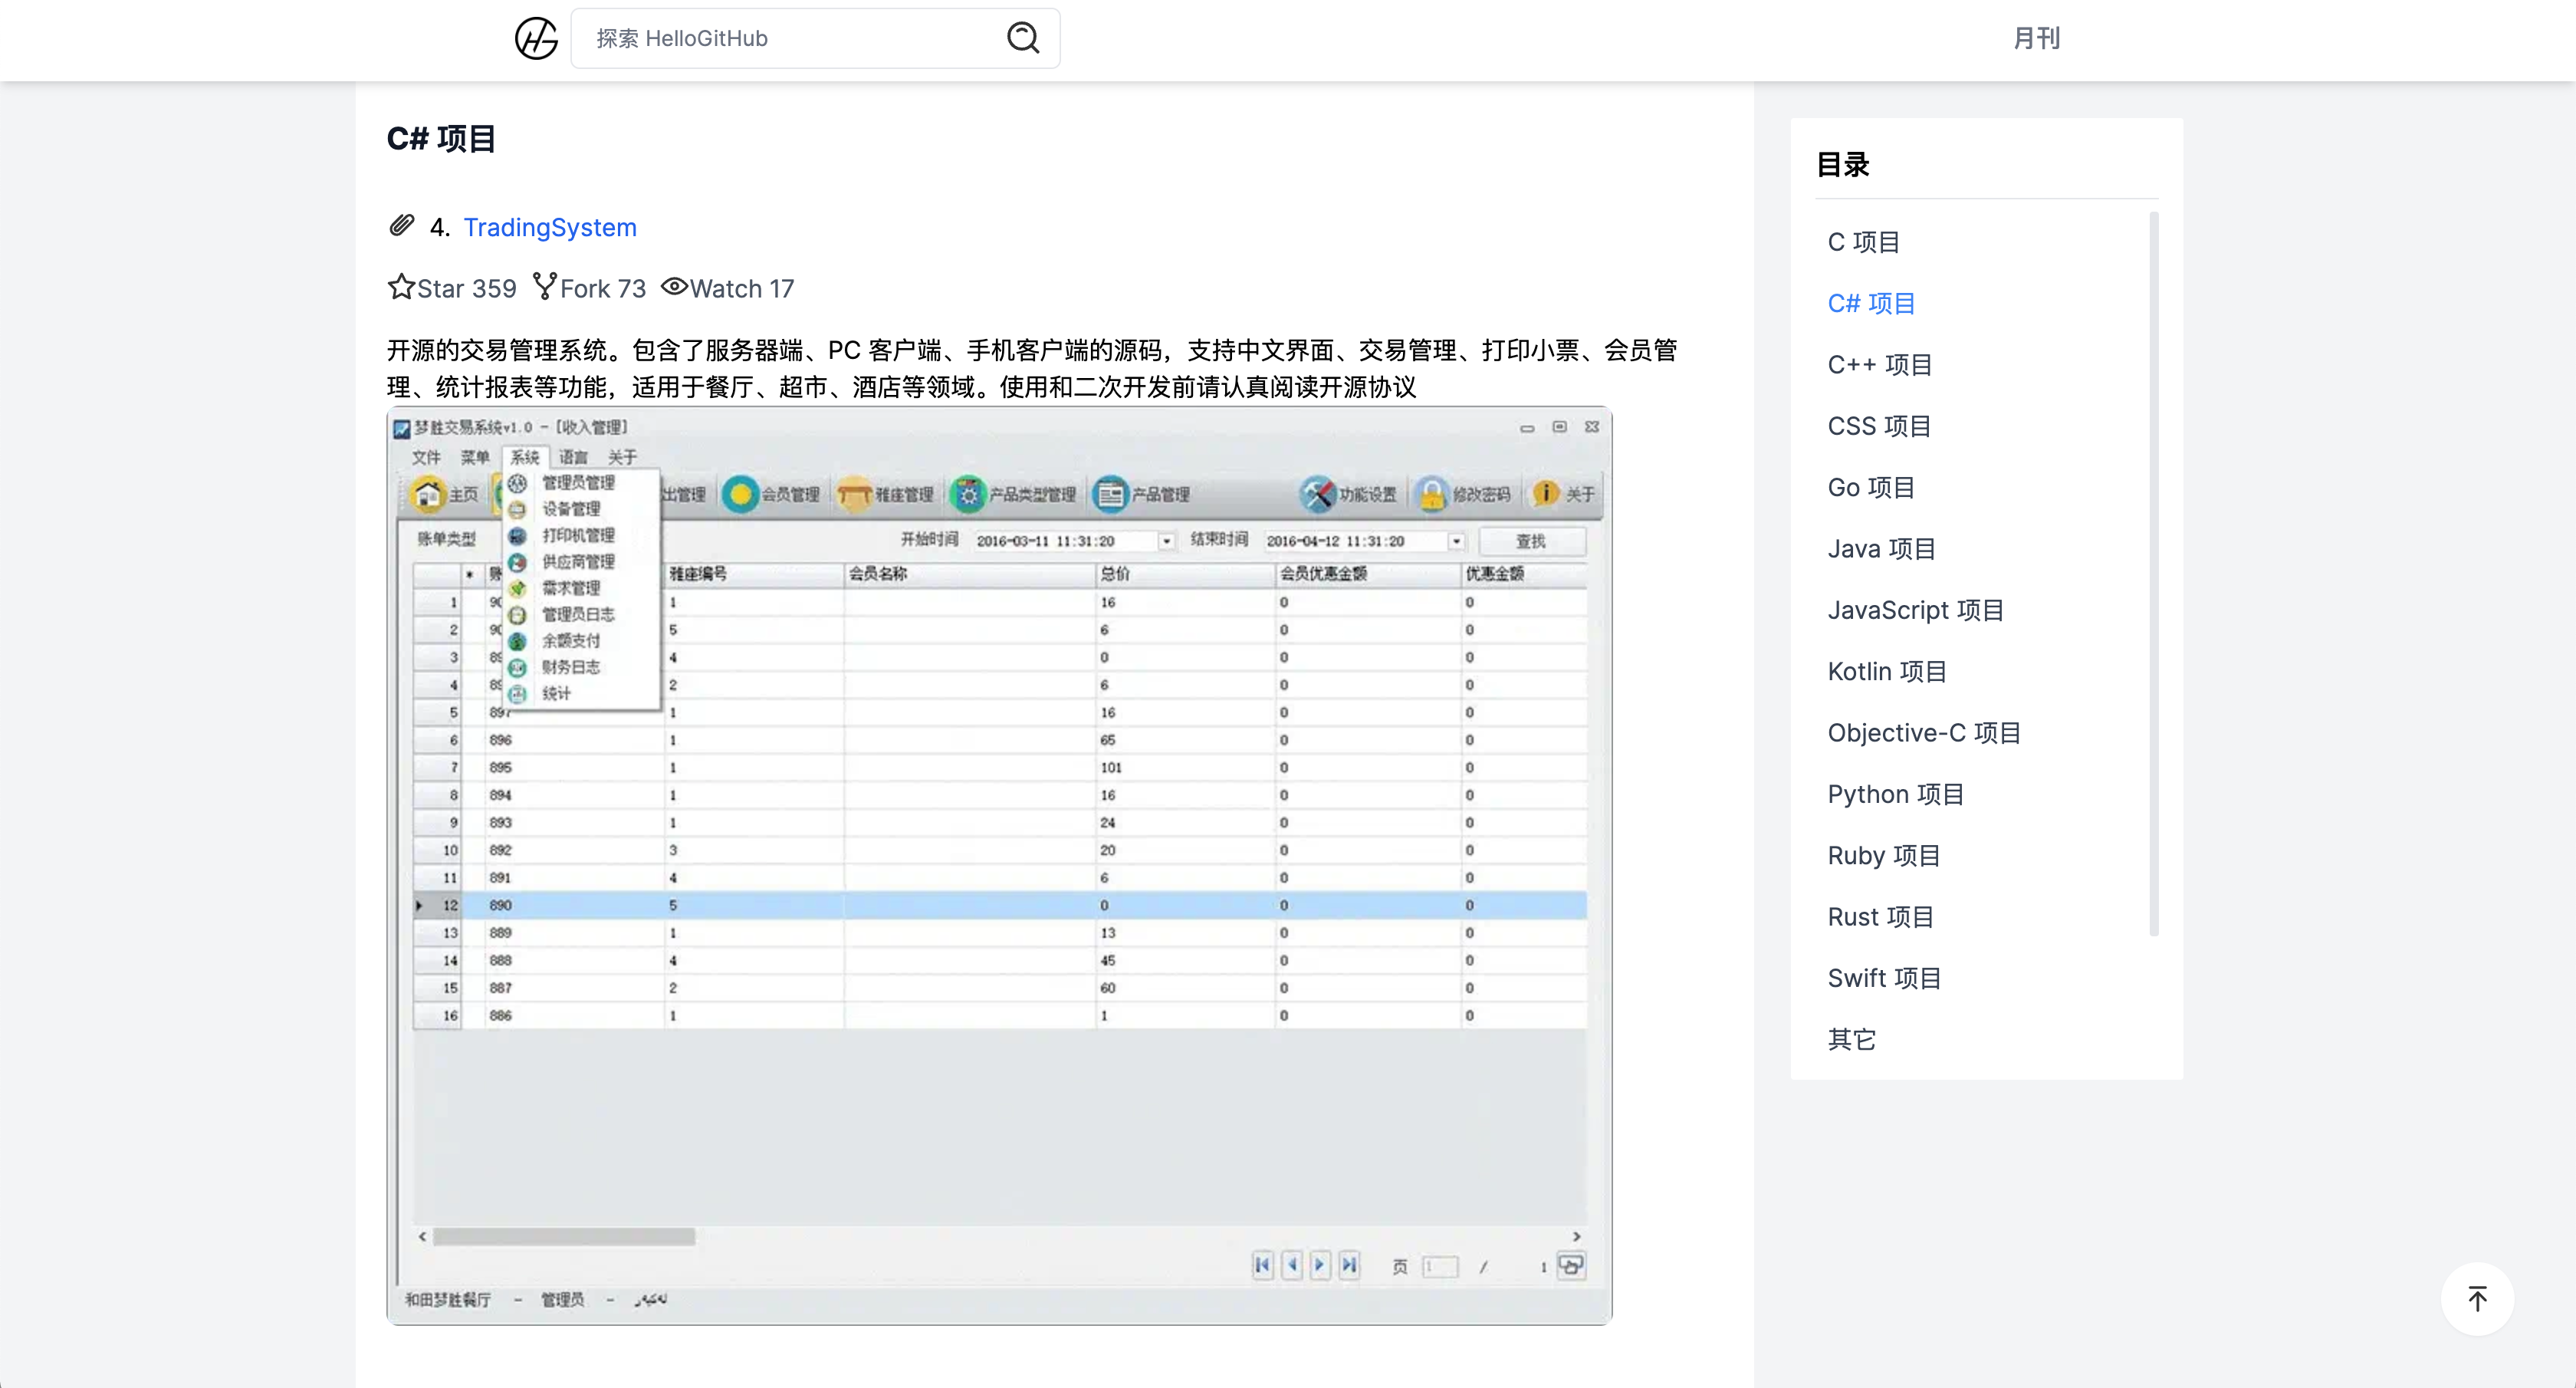 探索 HelloGitHub
月刊
C# 项目
4. TradingSystem
Star 359 Fork 73 Watch 17
开源的交易管理系统。包含了服务器端、PC 客户端、手机客户端的源码，支持中文界面、交易管理、打印小票、会员管
理、统计报表等功能，适用于餐厅、超市、酒店等领域。使用和二次开发前请认真阅读开源协议
梦胜交易系统v1.0 - [收入管理]
文件 菜单 系统 语言 关于
主页 出管理 会员管理 雅座管理 产品类型管理 产品管理 功能设置 修改密码 关于
管理员管理
设备管理
打印机管理
供应商管理
需求管理
管理员日志
余额支付
财务日志
统计
账单类型 开始时间 2016-03-11 11:31:20 结束时间 2016-04-12 11:31:20 查找
* 账 雅座编号 会员名称 总价 会员优惠金额 优惠金额
1 90 1 16 0 0
2 90 5 6 0 0
3 89 4 0 0 0
4 89 2 6 0 0
5 897 1 16 0 0
6 896 1 65 0 0
7 895 1 101 0 0
8 894 1 16 0 0
9 893 1 24 0 0
10 892 3 20 0 0
11 891 4 6 0 0
12 890 5 0 0 0
13 889 1 13 0 0
14 888 4 45 0 0
15 887 2 60 0 0
16 886 1 1 0 0
页 1 / 1
和田梦胜餐厅 - 管理员 -
目录
C 项目
C# 项目
C++ 项目
CSS 项目
Go 项目
Java 项目
JavaScript 项目
Kotlin 项目
Objective-C 项目
Python 项目
Ruby 项目
Rust 项目
Swift 项目
其它